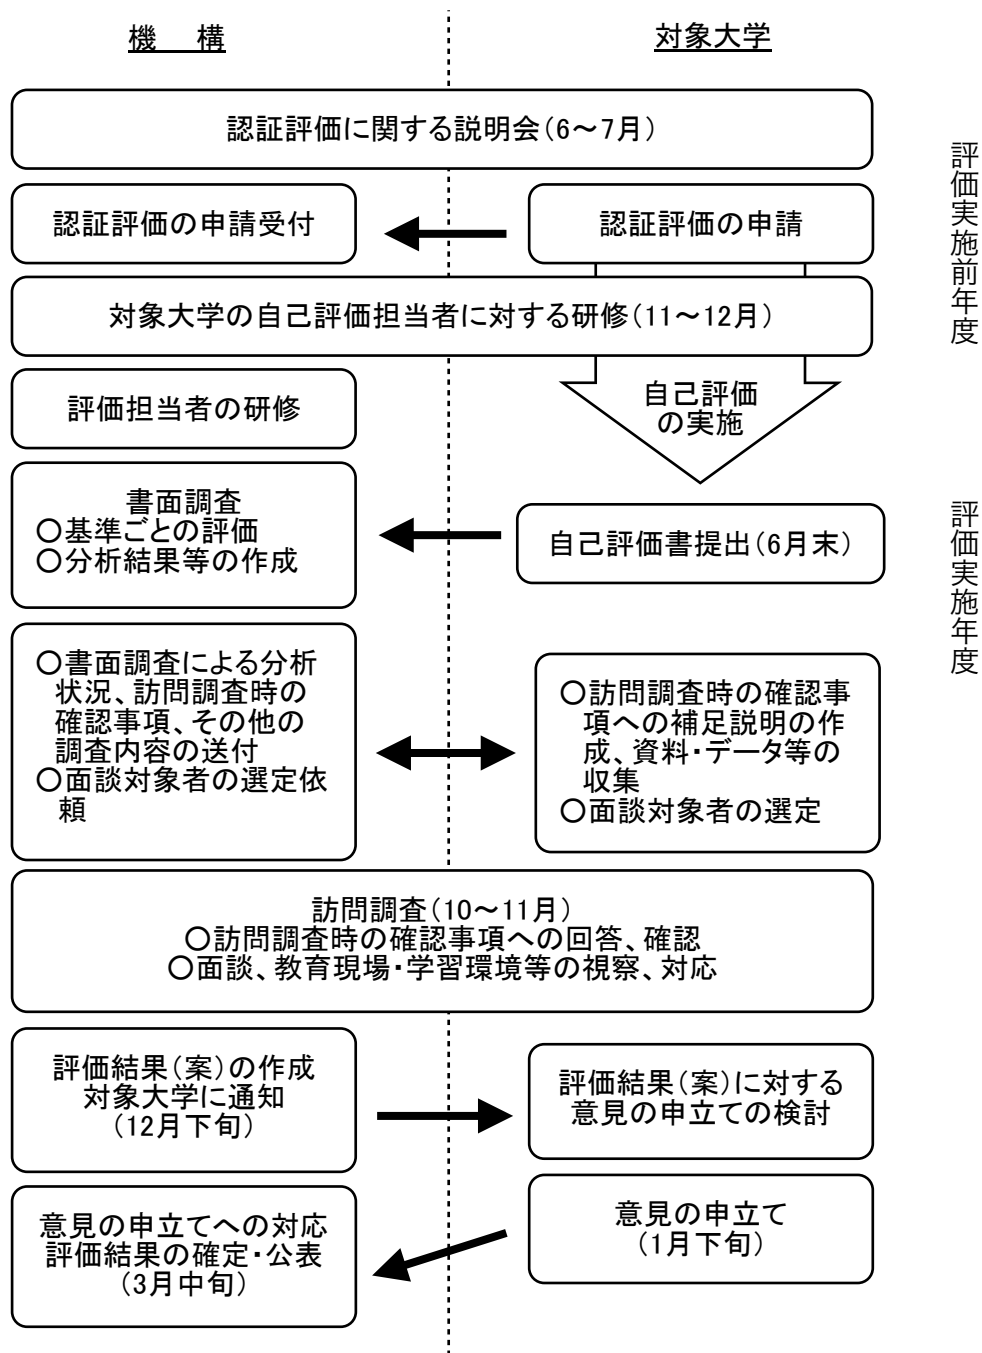 機　構
対象大学
認証評価に関する説明会（6～7月）
認証評価の申請受付
認証評価の申請
対象大学の自己評価担当者に対する研修（11～12月）
評価実施前年度
評価担当者の研修
自己評価
の実施
書面調査
○基準ごとの評価
○分析結果等の作成
自己評価書提出（6月末）
評価実施年度
○書面調査による分析
状況、訪問調査時の
確認事項、その他の
調査内容の送付
○面談対象者の選定依
頼
○訪問調査時の確認事
項への補足説明の作
成、資料・データ等の
収集
○面談対象者の選定
訪問調査（10～11月）
○訪問調査時の確認事項への回答、確認
○面談、教育現場・学習環境等の視察、対応
評価結果（案）の作成
対象大学に通知
（12月下旬）
評価結果（案）に対する
意見の申立ての検討
意見の申立て
（1月下旬）
意見の申立てへの対応
評価結果の確定・公表
（3月中旬）